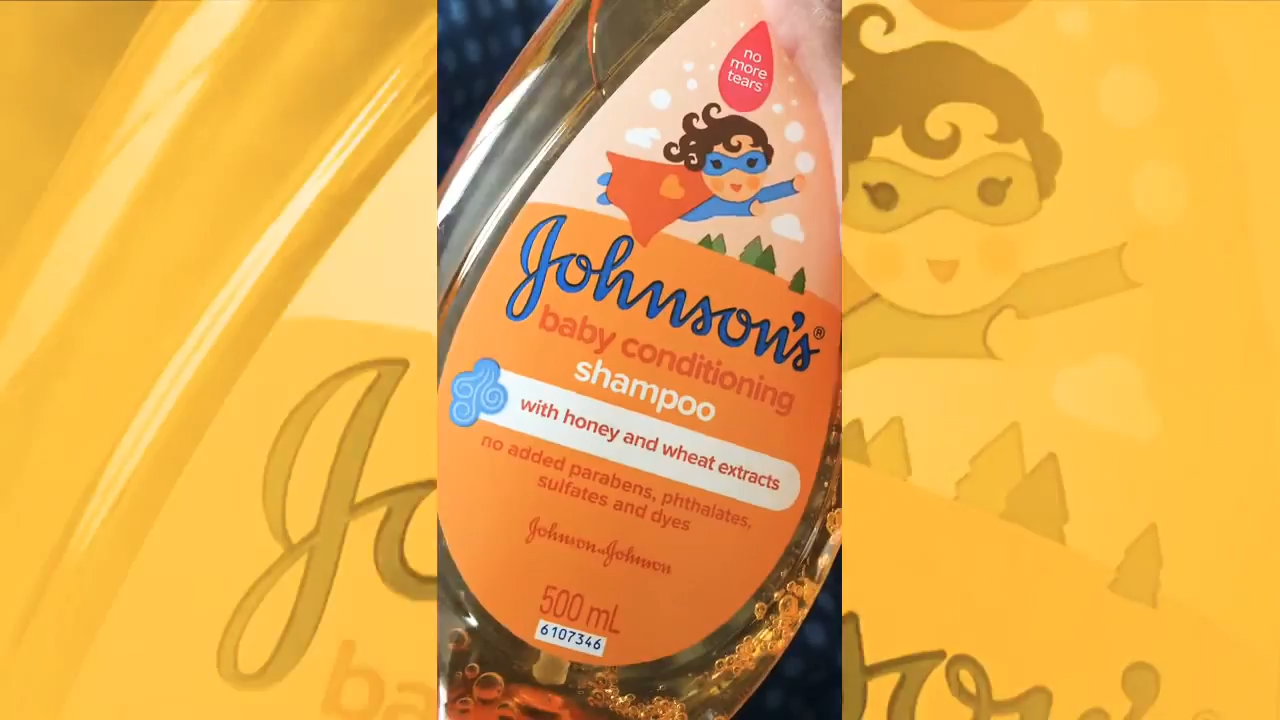 no
more
tears
Johnson's®
baby conditioning
shampoo
with honey and wheat extracts
no added parabens, phthalates,
sulfates and dyes
Johnson & Johnson
500 mL
6107346